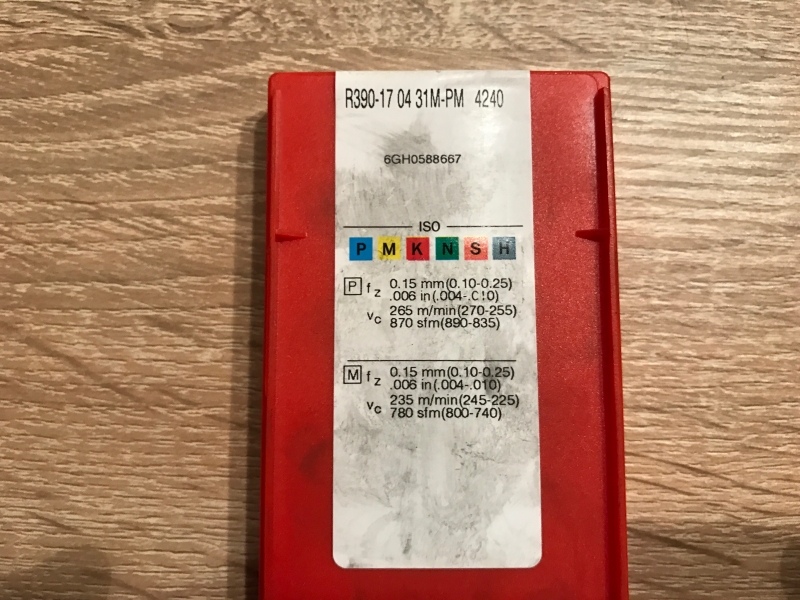 R390-17 04 31M-PM 4240
6GH0588667
ISO
P M K N S H
P fz 0.15 mm(0.10-0.25)
.006 in(.004-.010)
vc 265 m/min(270-255)
870 sfm(890-835)
M fz 0.15 mm(0.10-0.25)
.006 in(.004-.010)
vc 235 m/min(245-225)
780 sfm(800-740)